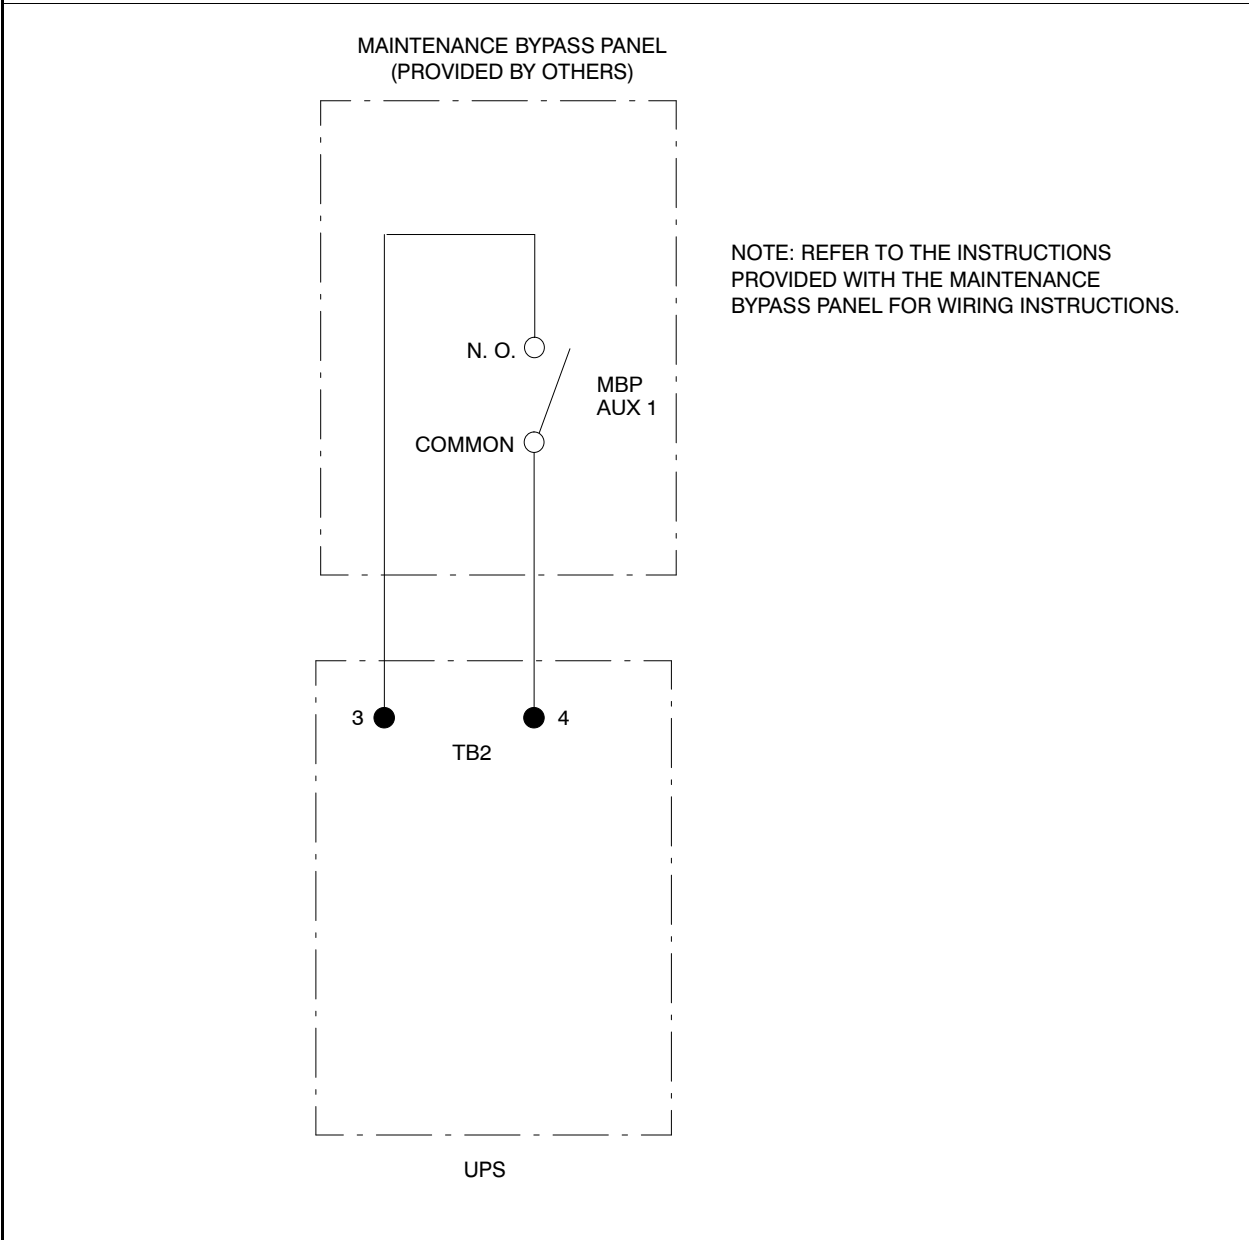 MAINTENANCE BYPASS PANEL
(PROVIDED BY OTHERS)
NOTE: REFER TO THE INSTRUCTIONS
PROVIDED WITH THE MAINTENANCE
BYPASS PANEL FOR WIRING INSTRUCTIONS.
N. O.
MBP
AUX 1
COMMON
3
4
TB2
UPS